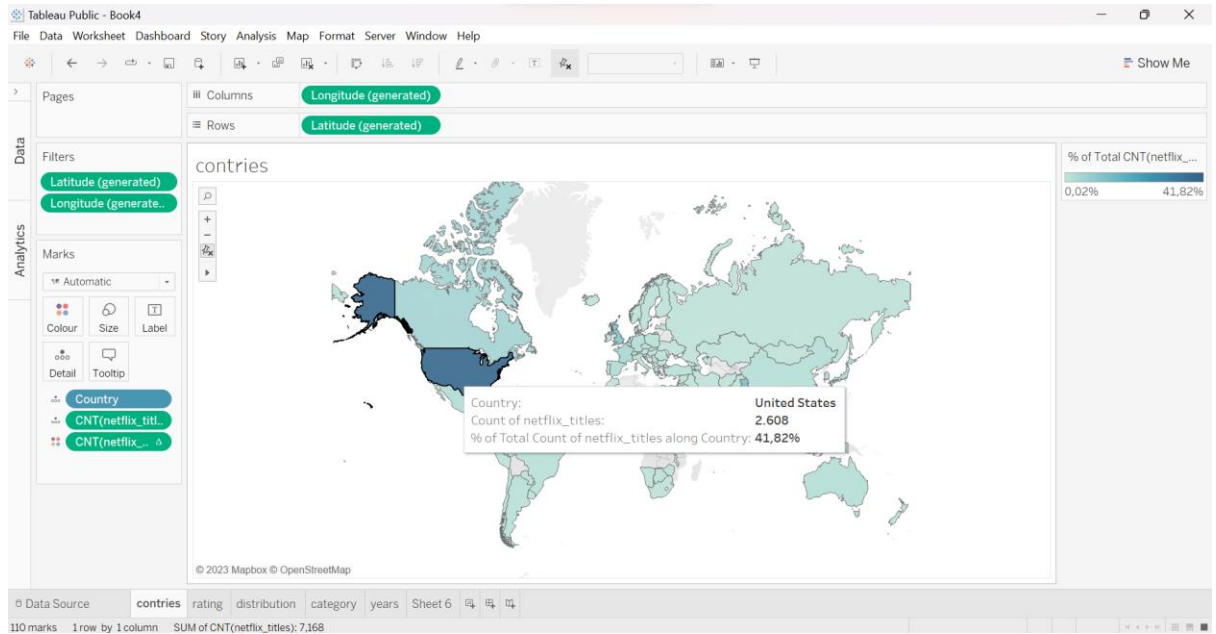 Tableau Public - Book4
File Data Worksheet Dashboard Story Analysis Map Format Server Window Help
Show Me
Pages
Columns
Longitude (generated)
Rows
Latitude (generated)
Data
Analytics
Filters
Latitude (generated)
Longitude (generate..
Marks
Automatic
Colour Size Label
Detail Tooltip
Country
CNT(netflix_titl..
CNT(netflix_..
contries
Country: United States
Count of netflix_titles: 2.608
% of Total Count of netflix_titles along Country: 41,82%
© 2023 Mapbox © OpenStreetMap
% of Total CNT(netflix_...
0,02% 41,82%
Data Source contries rating distribution category years Sheet 6
110 marks 1 row by 1 column SUM of CNT(netflix_titles): 7,168